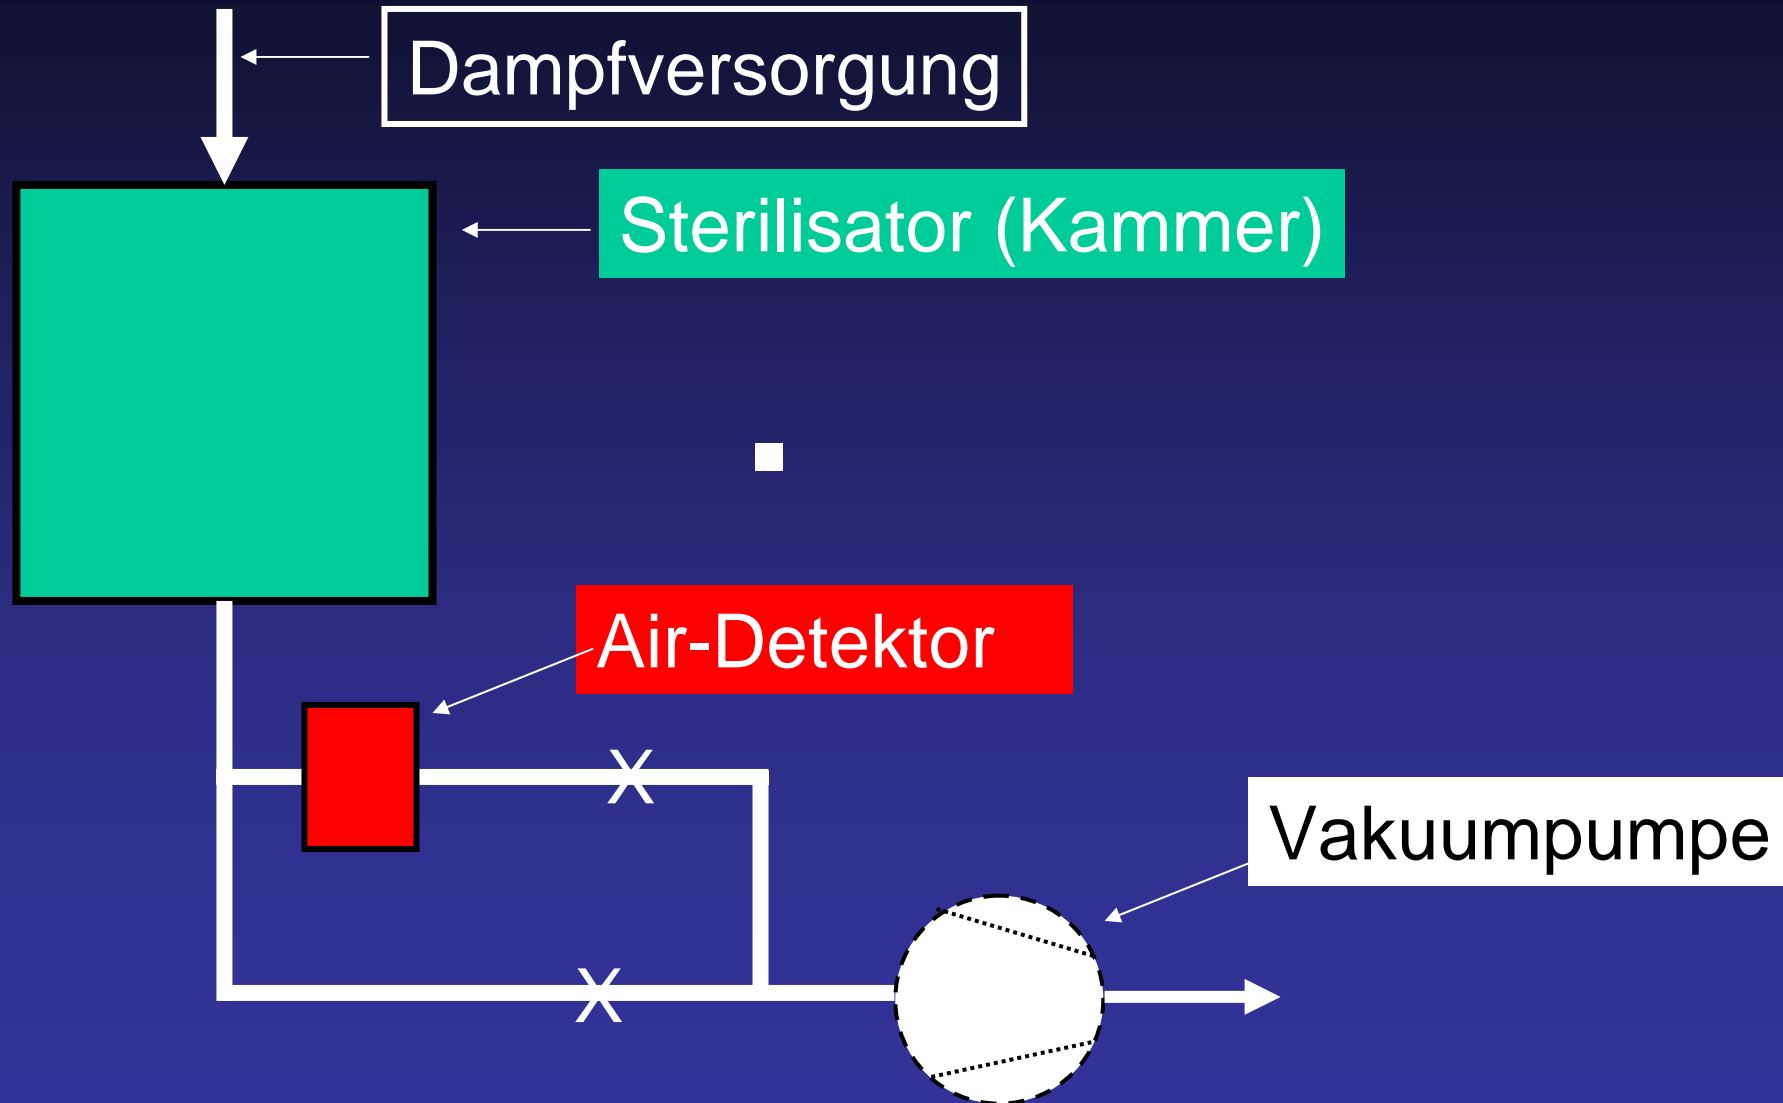 Dampfversorgung
Sterilisator (Kammer)
Air-Detektor
X
Vakuumpumpe
X